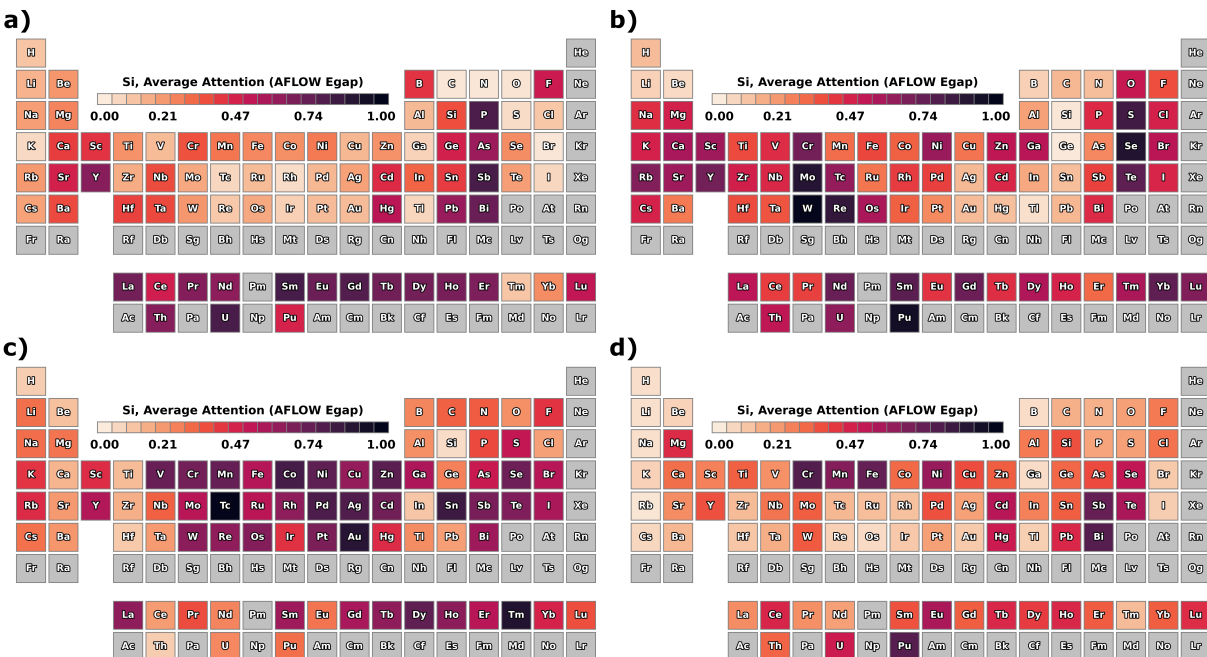 a)
H He
Li Be Si, Average Attention (AFLOW Egap) B C N O F Ne
Na Mg 0.00 0.21 0.47 0.74 1.00 Al Si P S Cl Ar
K Ca Sc Ti V Cr Mn Fe Co Ni Cu Zn Ga Ge As Se Br Kr
Rb Sr Y Zr Nb Mo Tc Ru Rh Pd Ag Cd In Sn Sb Te I Xe
Cs Ba Hf Ta W Re Os Ir Pt Au Hg Tl Pb Bi Po At Rn
Fr Ra Rf Db Sg Bh Hs Mt Ds Rg Cn Nh Fl Mc Lv Ts Og
La Ce Pr Nd Pm Sm Eu Gd Tb Dy Ho Er Tm Yb Lu
Ac Th Pa U Np Pu Am Cm Bk Cf Es Fm Md No Lr
b)
H He
Li Be Si, Average Attention (AFLOW Egap) B C N O F Ne
Na Mg 0.00 0.21 0.47 0.74 1.00 Al Si P S Cl Ar
K Ca Sc Ti V Cr Mn Fe Co Ni Cu Zn Ga Ge As Se Br Kr
Rb Sr Y Zr Nb Mo Tc Ru Rh Pd Ag Cd In Sn Sb Te I Xe
Cs Ba Hf Ta W Re Os Ir Pt Au Hg Tl Pb Bi Po At Rn
Fr Ra Rf Db Sg Bh Hs Mt Ds Rg Cn Nh Fl Mc Lv Ts Og
La Ce Pr Nd Pm Sm Eu Gd Tb Dy Ho Er Tm Yb Lu
Ac Th Pa U Np Pu Am Cm Bk Cf Es Fm Md No Lr
c)
H He
Li Be Si, Average Attention (AFLOW Egap) B C N O F Ne
Na Mg 0.00 0.21 0.47 0.74 1.00 Al Si P S Cl Ar
K Ca Sc Ti V Cr Mn Fe Co Ni Cu Zn Ga Ge As Se Br Kr
Rb Sr Y Zr Nb Mo Tc Ru Rh Pd Ag Cd In Sn Sb Te I Xe
Cs Ba Hf Ta W Re Os Ir Pt Au Hg Tl Pb Bi Po At Rn
Fr Ra Rf Db Sg Bh Hs Mt Ds Rg Cn Nh Fl Mc Lv Ts Og
La Ce Pr Nd Pm Sm Eu Gd Tb Dy Ho Er Tm Yb Lu
Ac Th Pa U Np Pu Am Cm Bk Cf Es Fm Md No Lr
d)
H He
Li Be Si, Average Attention (AFLOW Egap) B C N O F Ne
Na Mg 0.00 0.21 0.47 0.74 1.00 Al Si P S Cl Ar
K Ca Sc Ti V Cr Mn Fe Co Ni Cu Zn Ga Ge As Se Br Kr
Rb Sr Y Zr Nb Mo Tc Ru Rh Pd Ag Cd In Sn Sb Te I Xe
Cs Ba Hf Ta W Re Os Ir Pt Au Hg Tl Pb Bi Po At Rn
Fr Ra Rf Db Sg Bh Hs Mt Ds Rg Cn Nh Fl Mc Lv Ts Og
La Ce Pr Nd Pm Sm Eu Gd Tb Dy Ho Er Tm Yb Lu
Ac Th Pa U Np Pu Am Cm Bk Cf Es Fm Md No Lr